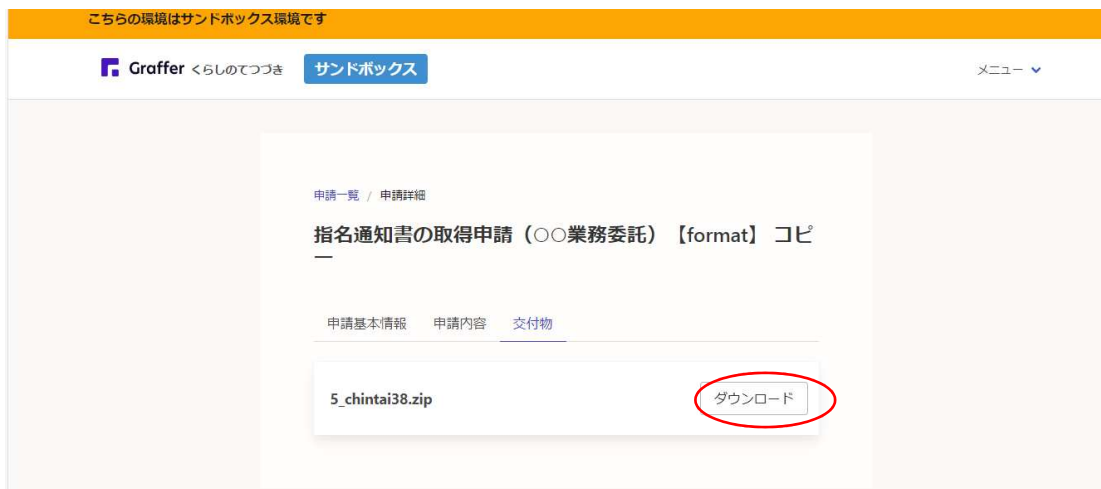 こちらの環境はサンドボックス環境です
Graffer くらしのてつづき サンドボックス メニュー
申請一覧 / 申請詳細
指名通知書の取得申請（○○業務委託）【format】 コピ
ー
申請基本情報 申請内容 交付物
5_chintai38.zip ダウンロード